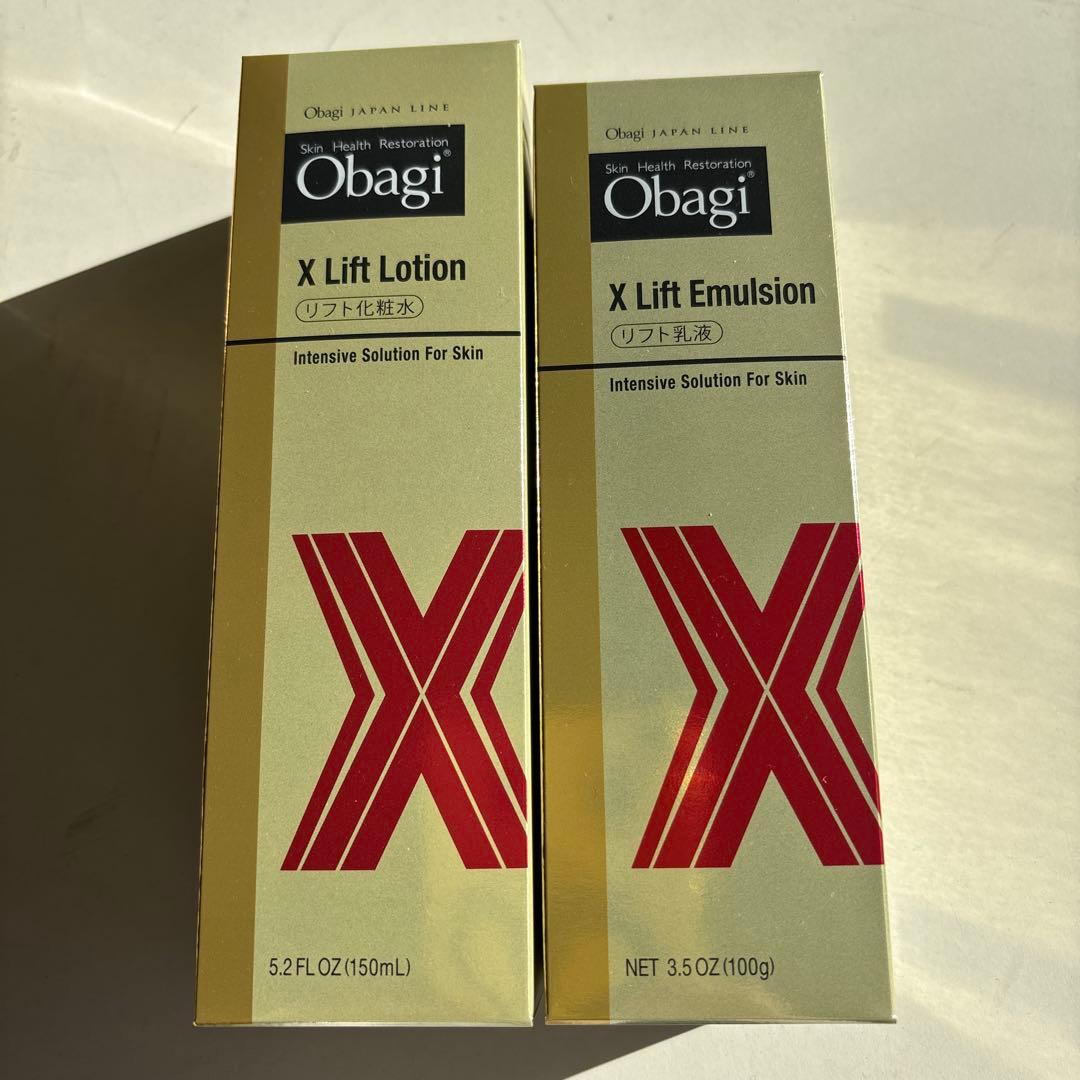 Obagi JAPAN LINE
Skin Health Restoration
Obagi®
X Lift Lotion
リフト化粧水
Intensive Solution For Skin
X
5.2 FL OZ (150mL)
Obagi JAPAN LINE
Skin Health Restoration
Obagi®
X Lift Emulsion
リフト乳液
Intensive Solution For Skin
X
NET 3.5 OZ (100g)